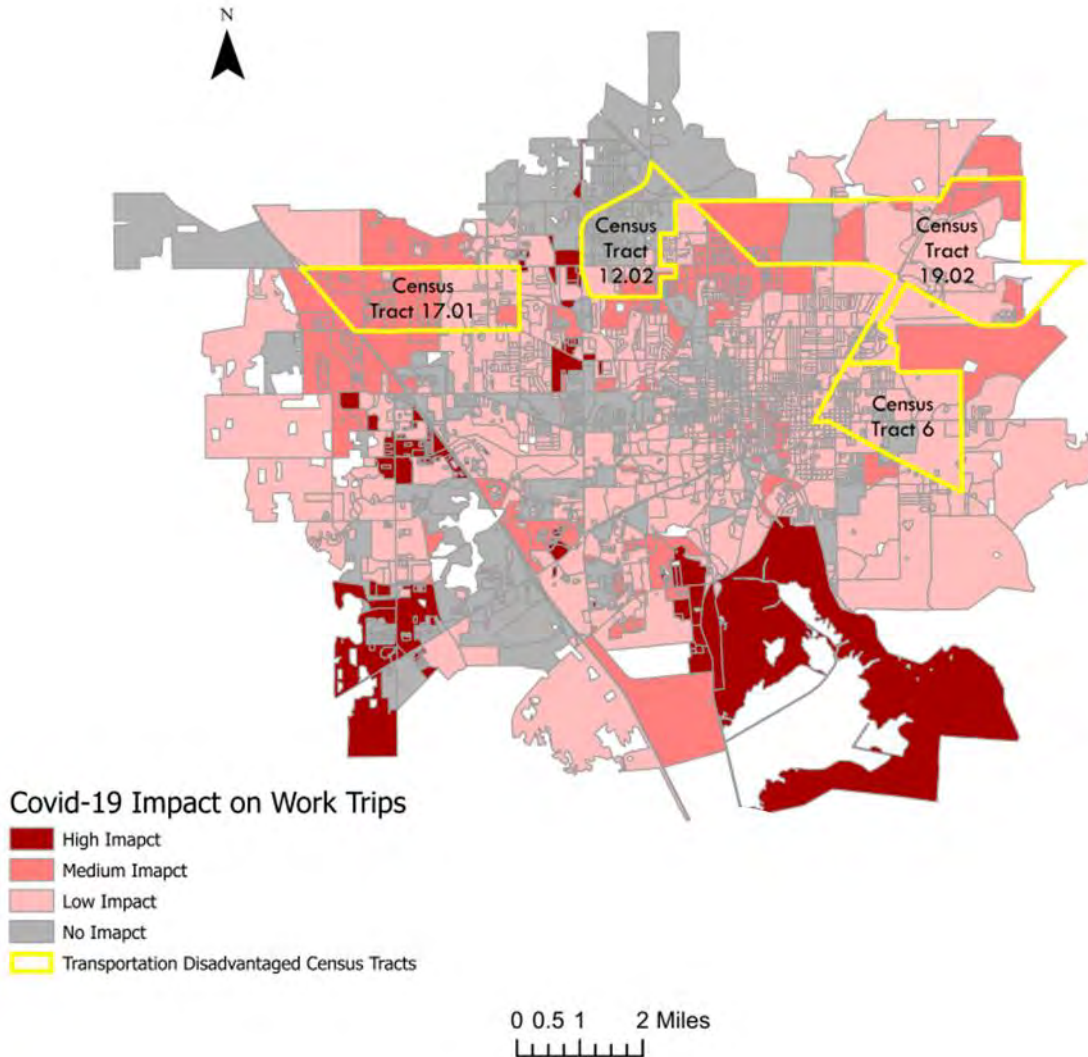 N
Census
Tract
12.02
Census
Tract
19.02
Census
Tract 17.01
Census
Tract 6
Covid-19 Impact on Work Trips
High Imapct
Medium Imapct
Low Impact
No Imapct
Transportation Disadvantaged Census Tracts
0 0.5 1 2 Miles